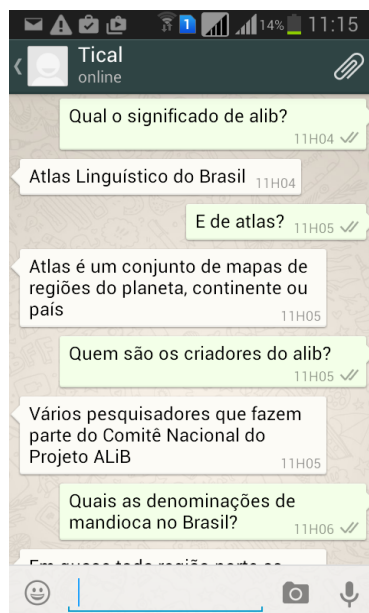 1
14%
11:15
Tical
online
Qual o significado de alib?
11H04
Atlas Linguístico do Brasil
11H04
E de atlas?
11H05
Atlas é um conjunto de mapas de
regiões do planeta, continente ou
país
11H05
Quem são os criadores do alib?
11H05
Vários pesquisadores que fazem
parte do Comitê Nacional do
Projeto ALiB
11H05
Quais as denominações de
mandioca no Brasil?
11H06